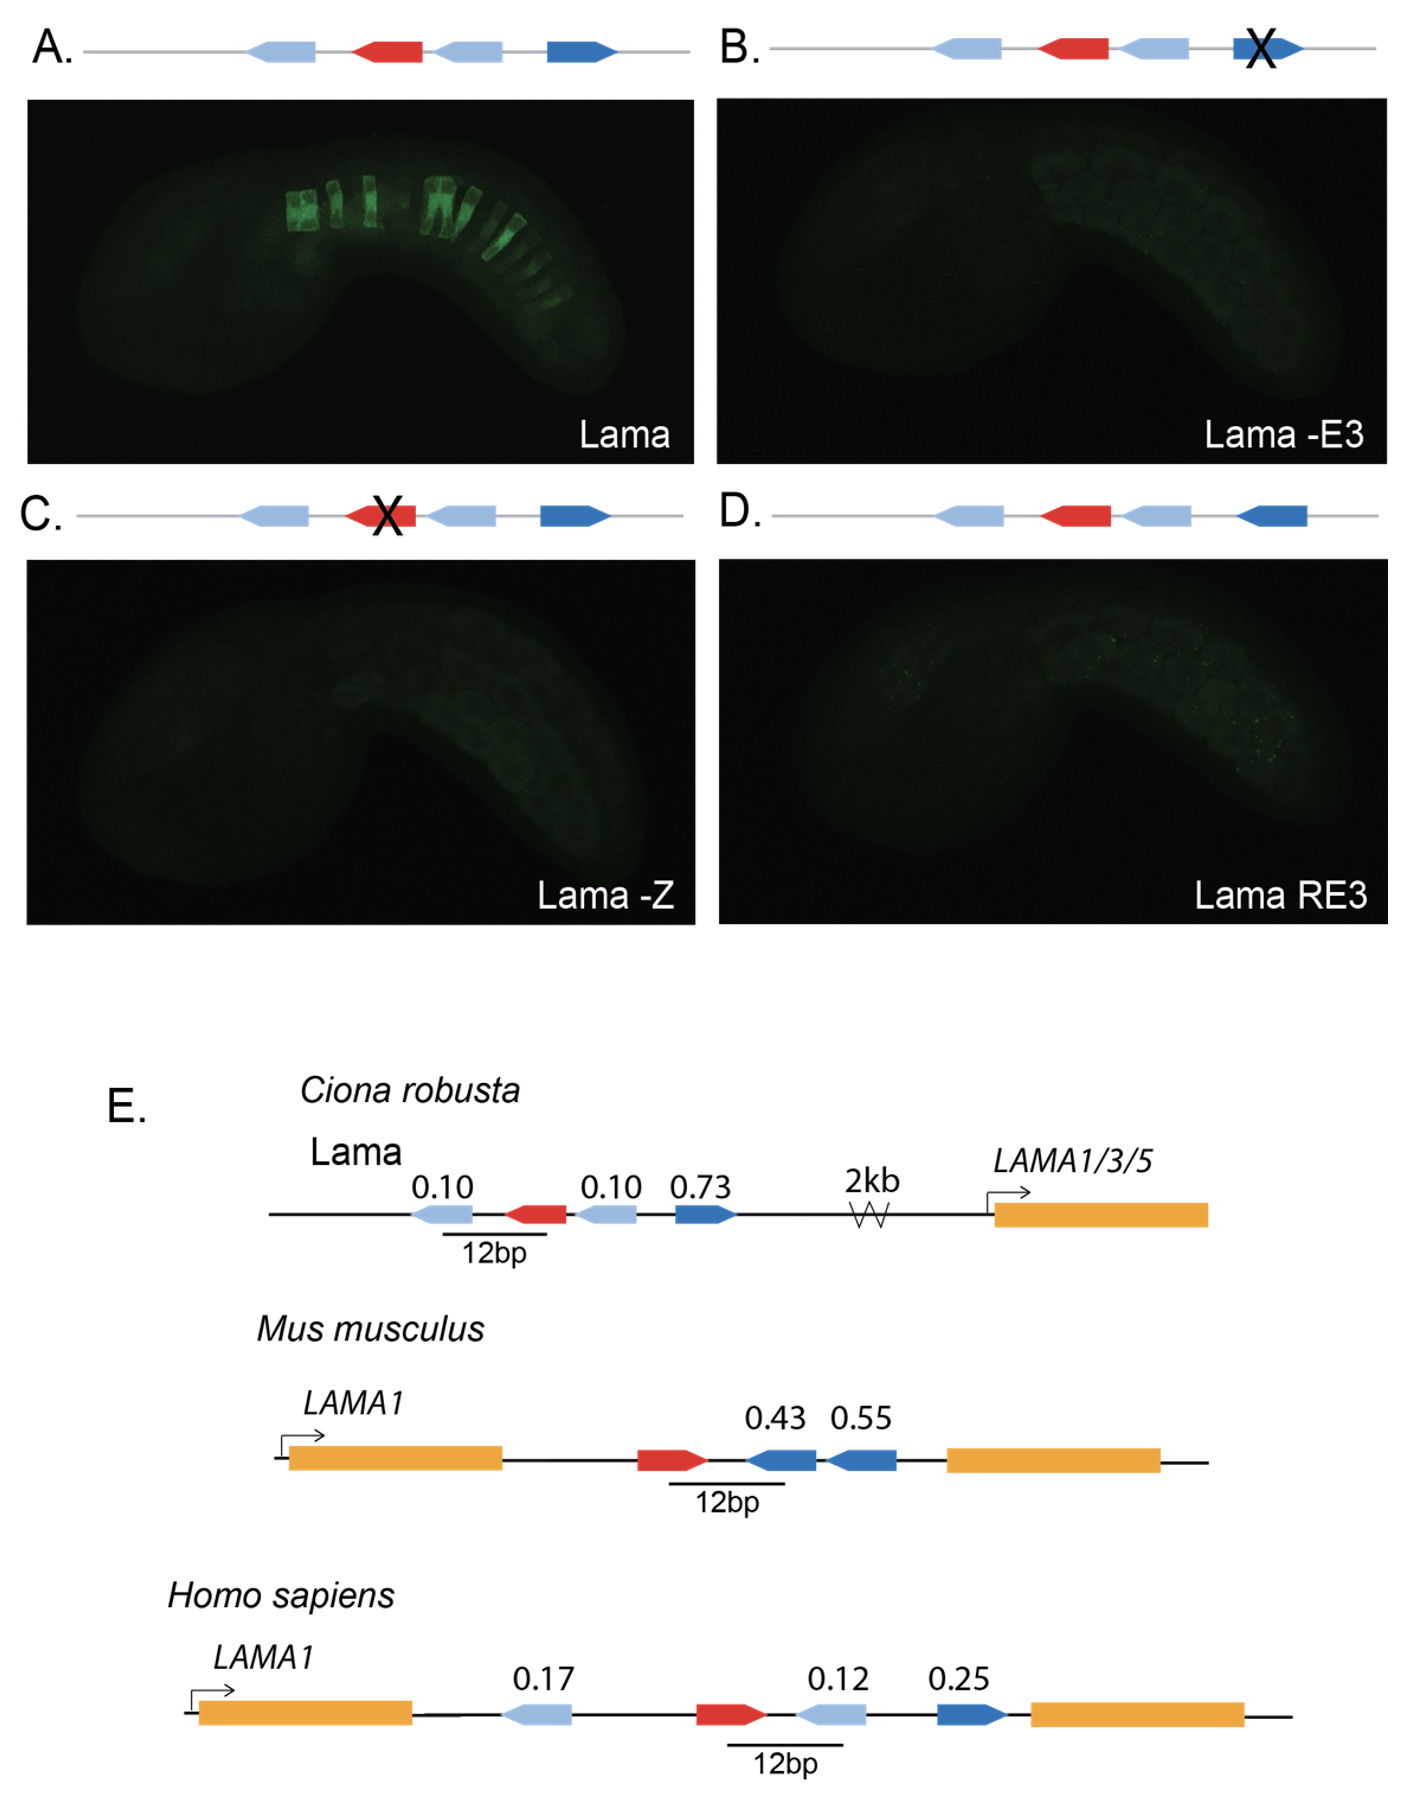 A.
B.
X
Lama
Lama -E3
C.
X
D.
Lama -Z
Lama RE3
E.
Ciona robusta
Lama
LAMA1/3/5
0.10
0.10
0.73
2kb
12bp
Mus musculus
LAMA1
0.43
0.55
12bp
Homo sapiens
LAMA1
0.17
0.12
0.25
12bp